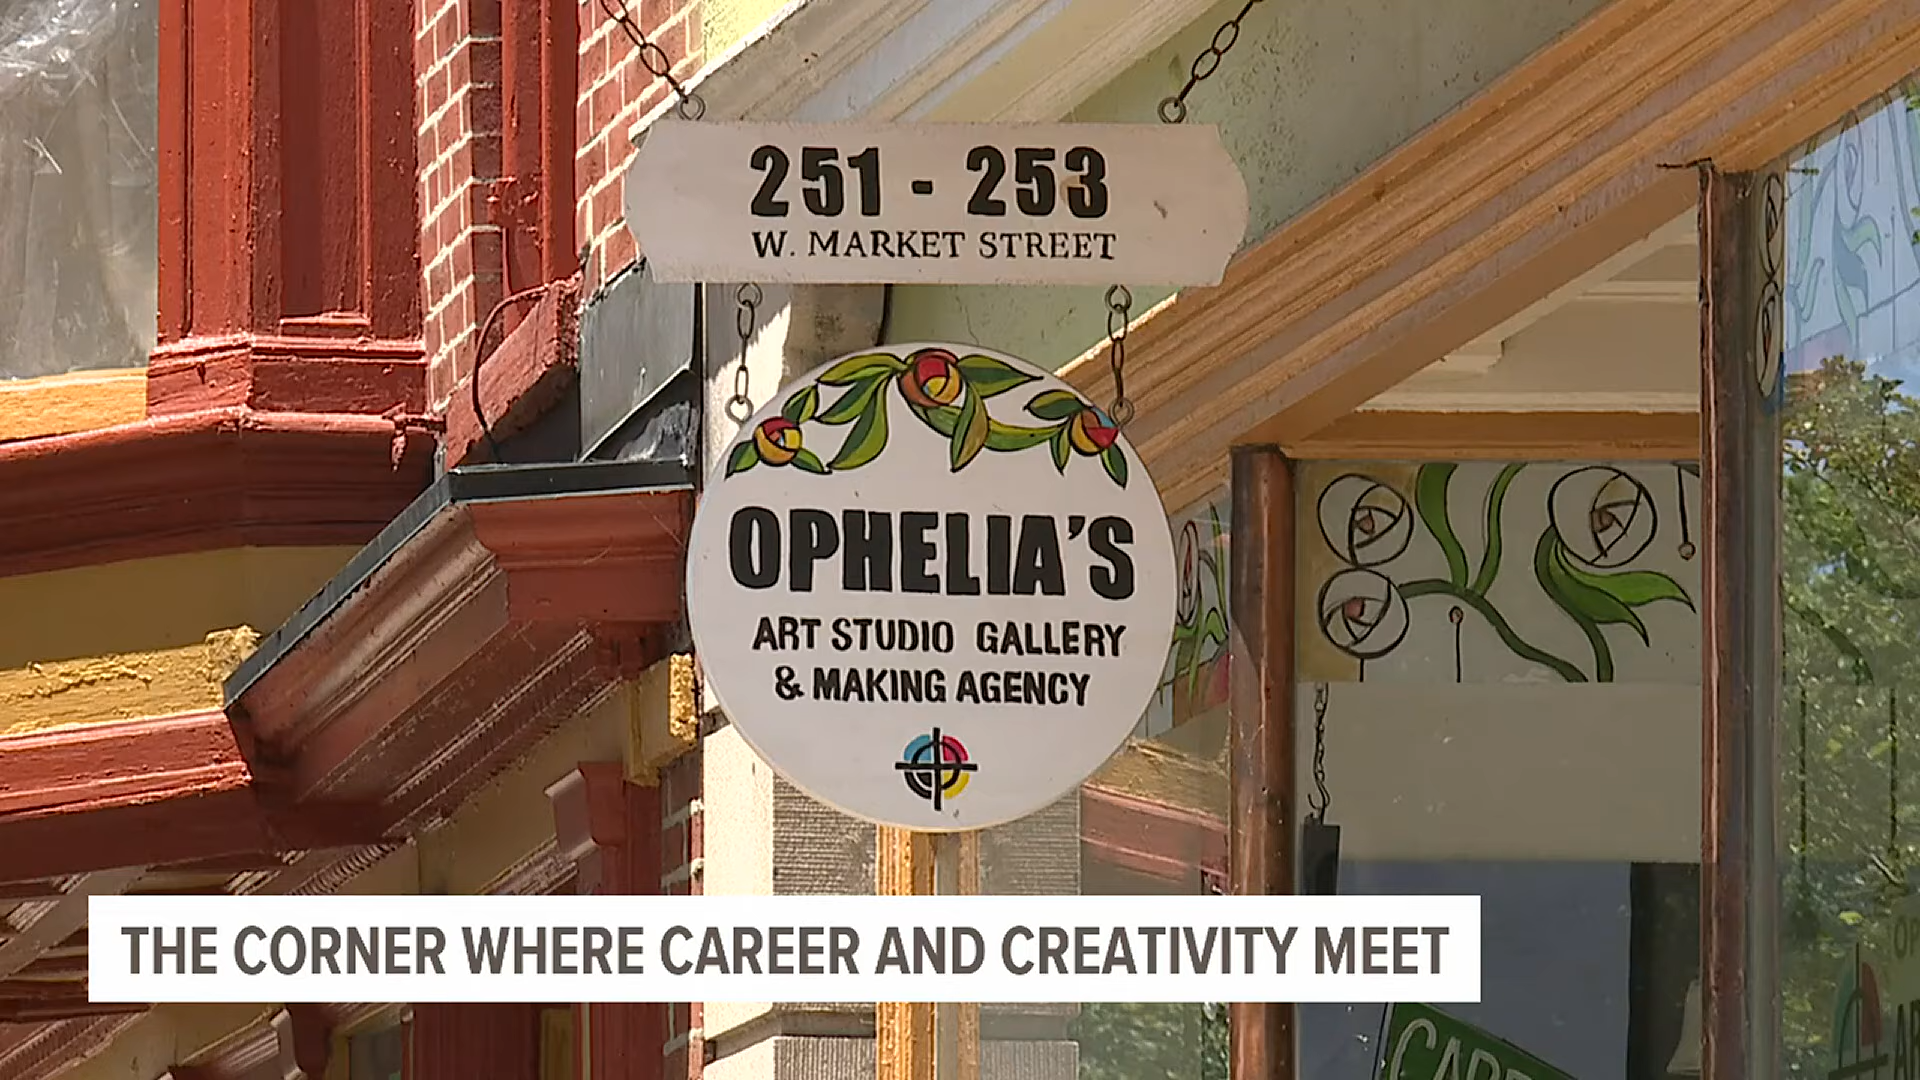 251 - 253
W. MARKET STREET
OPHELIA'S
ART STUDIO GALLERY
& MAKING AGENCY
THE CORNER WHERE CAREER AND CREATIVITY MEET